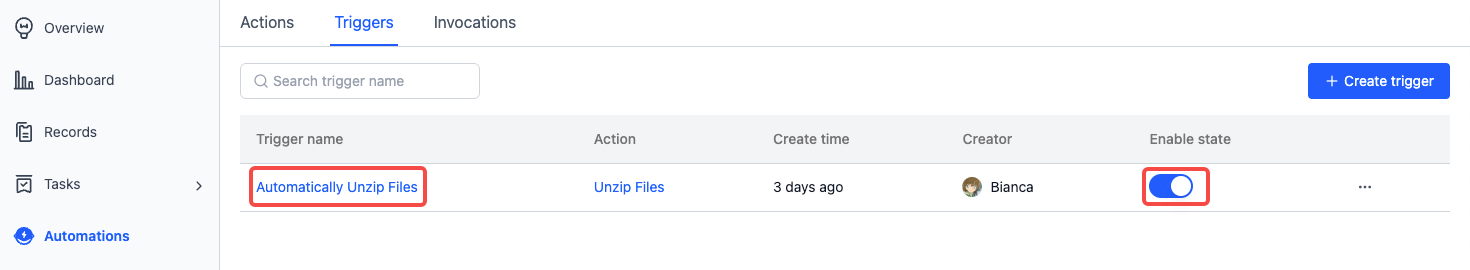 Overview
Dashboard
Records
Tasks
Automations
Actions Triggers Invocations
Search trigger name
+ Create trigger
Trigger name Action Create time Creator Enable state
Automatically Unzip Files Unzip Files 3 days ago Bianca ...